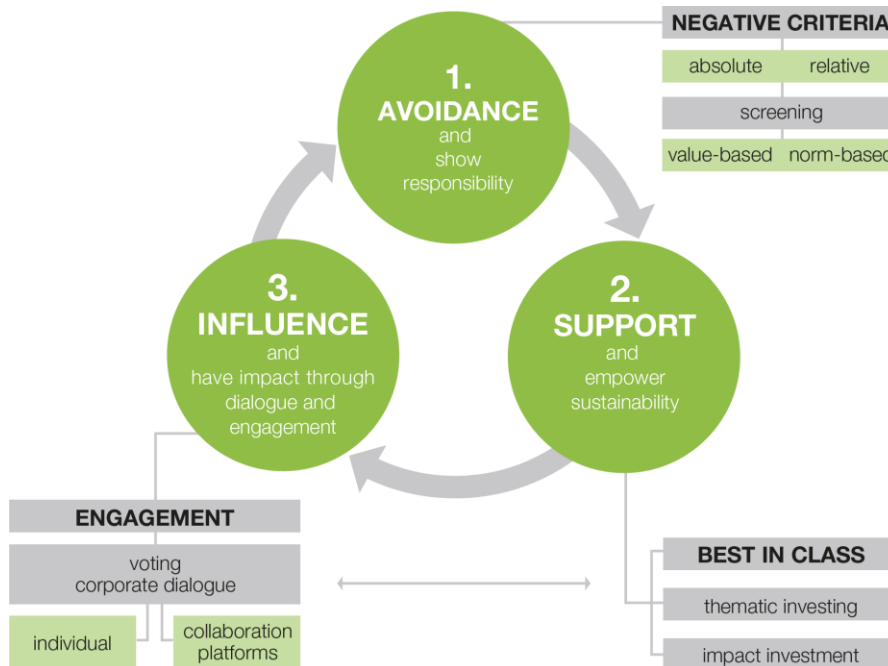 NEGATIVE CRITERIA
absolute relative
screening
value-based norm-based
1.
AVOIDANCE
and
show
responsibility
2.
SUPPORT
and
empower
sustainability
3.
INFLUENCE
and
have impact through
dialogue and
engagement
ENGAGEMENT
voting
corporate dialogue
individual
collaboration
platforms
BEST IN CLASS
thematic investing
impact investment